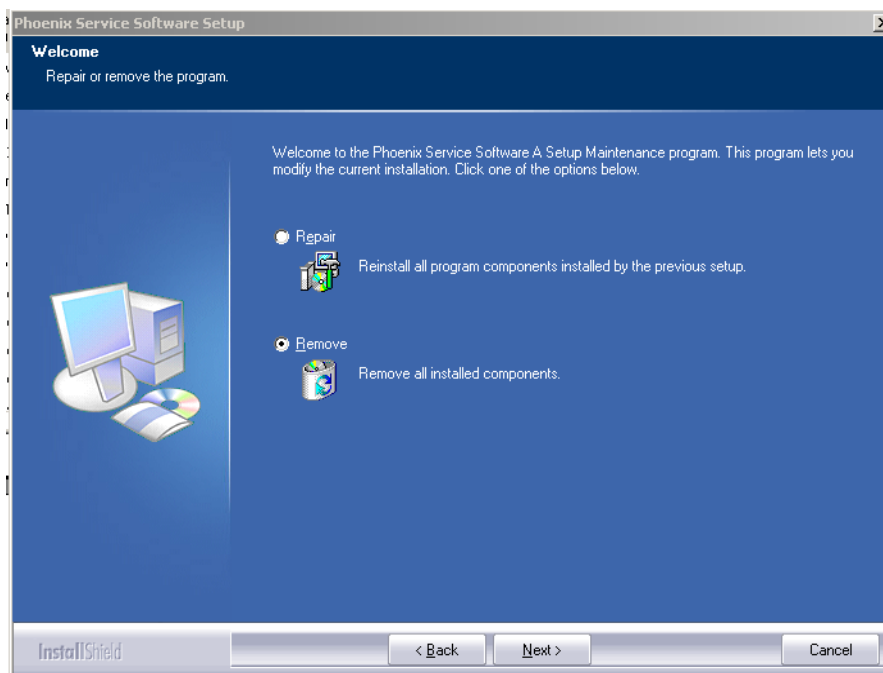 Phoenix Service Software Setup
Welcome
Repair or remove the program.
Welcome to the Phoenix Service Software A Setup Maintenance program. This program lets you
modify the current installation. Click one of the options below.
Repair
Reinstall all program components installed by the previous setup.
Remove
Remove all installed components.
InstallShield
< Back
Next >
Cancel